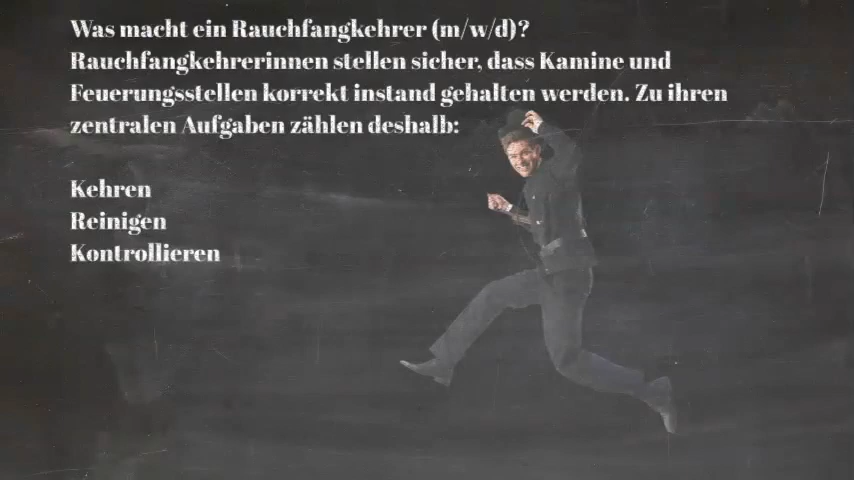 Was macht ein Rauchfangkehrer (m/w/d)?
Rauchfangkehrerinnen stellen sicher, dass Kamine und
Feuerungsstellen korrekt instand gehalten werden. Zu ihren
zentralen Aufgaben zählen deshalb:
Kehren
Reinigen
Kontrollieren